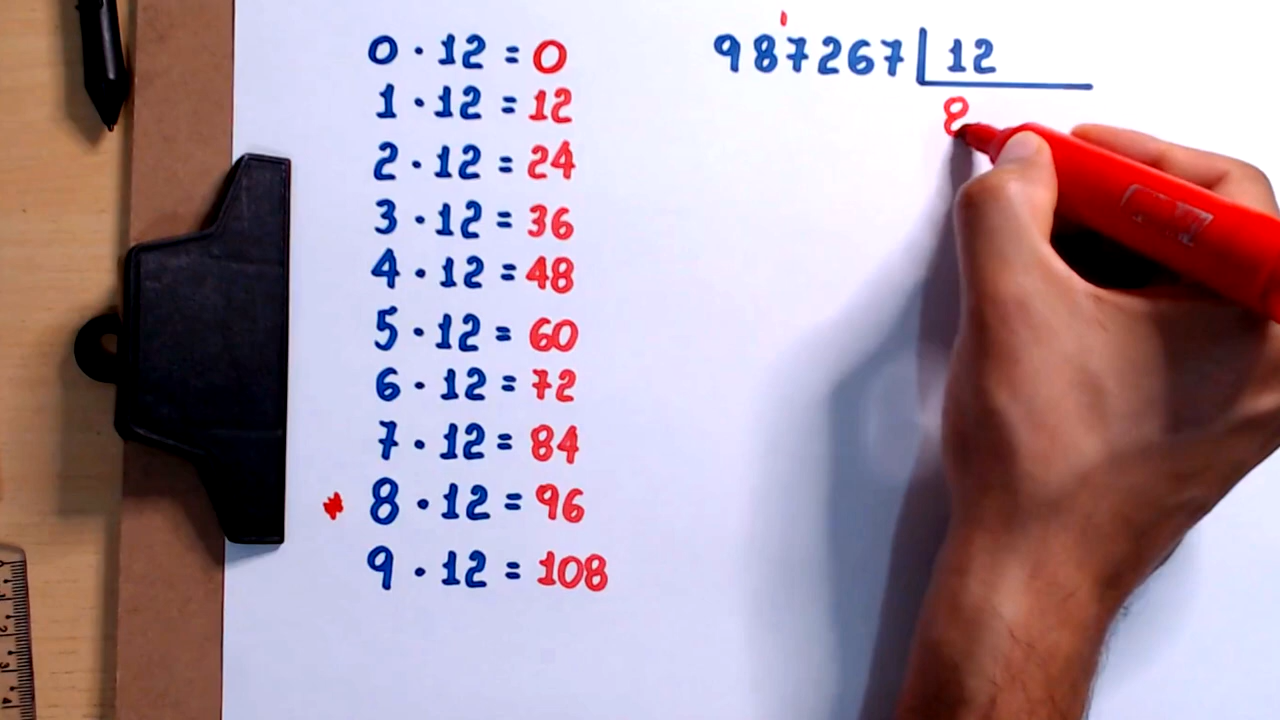 0 · 12 = 0
1 · 12 = 12
2 · 12 = 24
3 · 12 = 36
4 · 12 = 48
5 · 12 = 60
6 · 12 = 72
7 · 12 = 84
* 8 · 12 = 96
9 · 12 = 108
987267 | 12
8